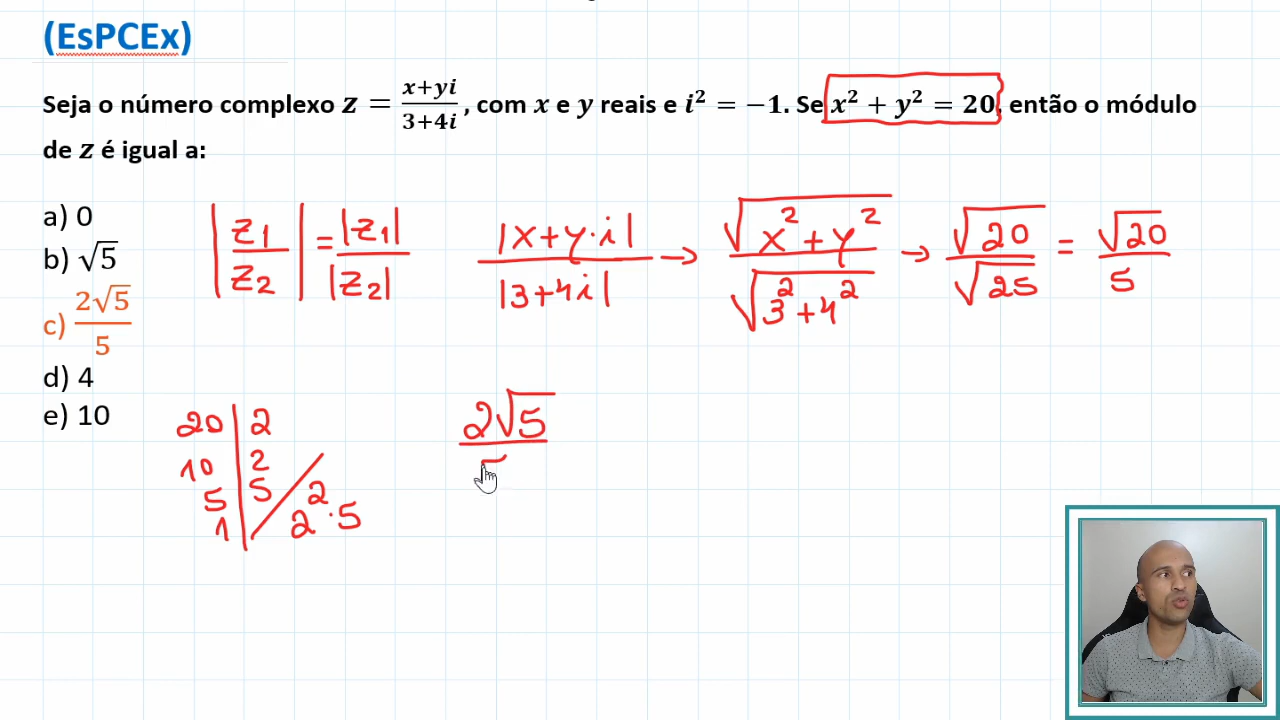 (EsPCEx)
Seja o número complexo z = (x+yi)/(3+4i), com x e y reais e i² = −1. Se x² + y² = 20, então o módulo
de z é igual a:
a) 0
b) √5
c) 2√5/5
d) 4
e) 10
|z1/z2| = |z1|/|z2|
|x+y·i|/|3+4i| → √(x²+y²)/√(3²+4²) → √20/√25 = √20/5
20 | 2
10 | 2
5 | 5
1 | 2²·5
2√5/5